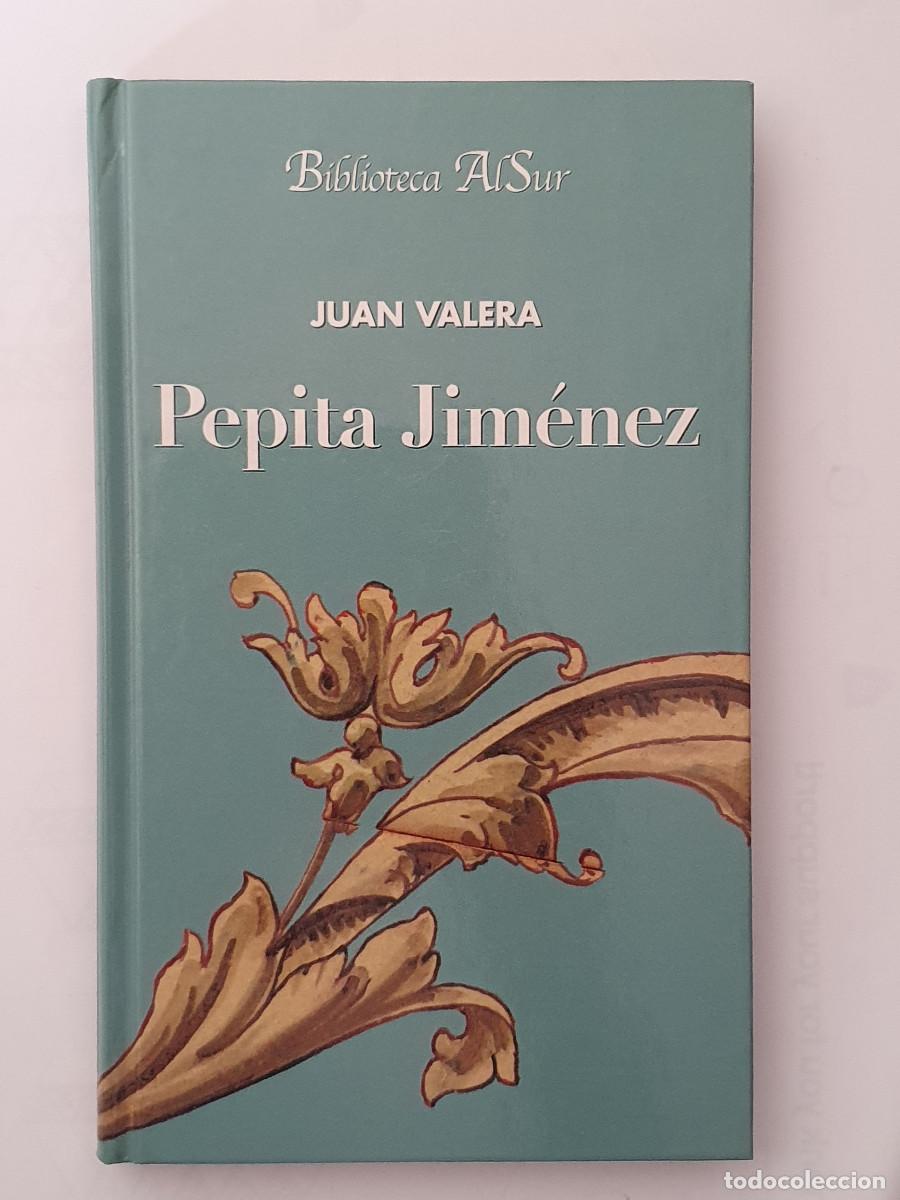 Biblioteca AlSur
JUAN VALERA
Pepita Jiménez
todocoleccion